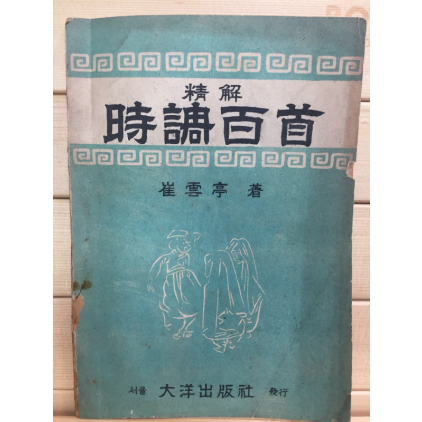 精解
時調百首
崔雲亭 著
서울 大洋出版社 發行